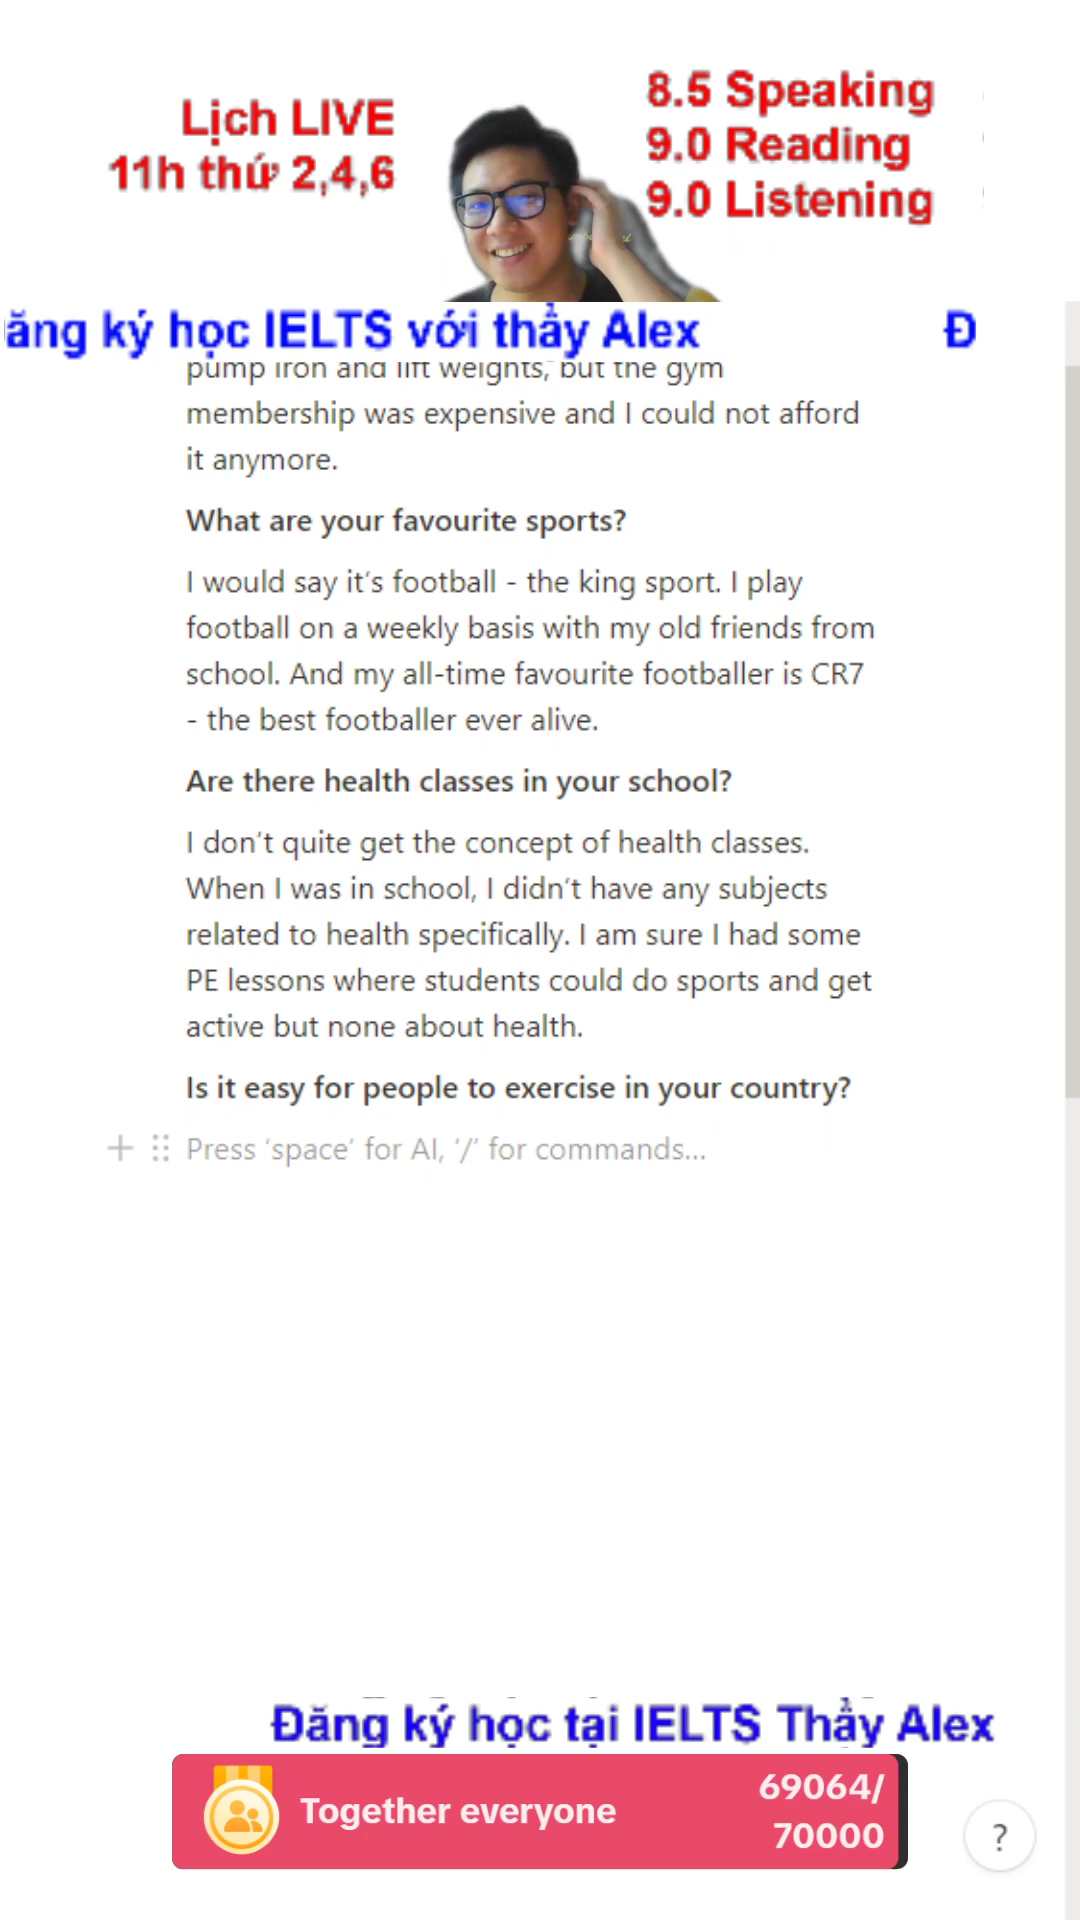 Lịch LIVE
11h thứ 2,4,6
8.5 Speaking
9.0 Reading
9.0 Listening
ăng ký học IELTS với thầy Alex Đ
pump iron and lift weights, but the gym
membership was expensive and I could not afford
it anymore.
What are your favourite sports?
I would say it's football - the king sport. I play
football on a weekly basis with my old friends from
school. And my all-time favourite footballer is CR7
- the best footballer ever alive.
Are there health classes in your school?
I don't quite get the concept of health classes.
When I was in school, I didn't have any subjects
related to health specifically. I am sure I had some
PE lessons where students could do sports and get
active but none about health.
Is it easy for people to exercise in your country?
Press 'space' for AI, '/' for commands...
Đăng ký học tại IELTS Thầy Alex
Together everyone
69064/
70000
?